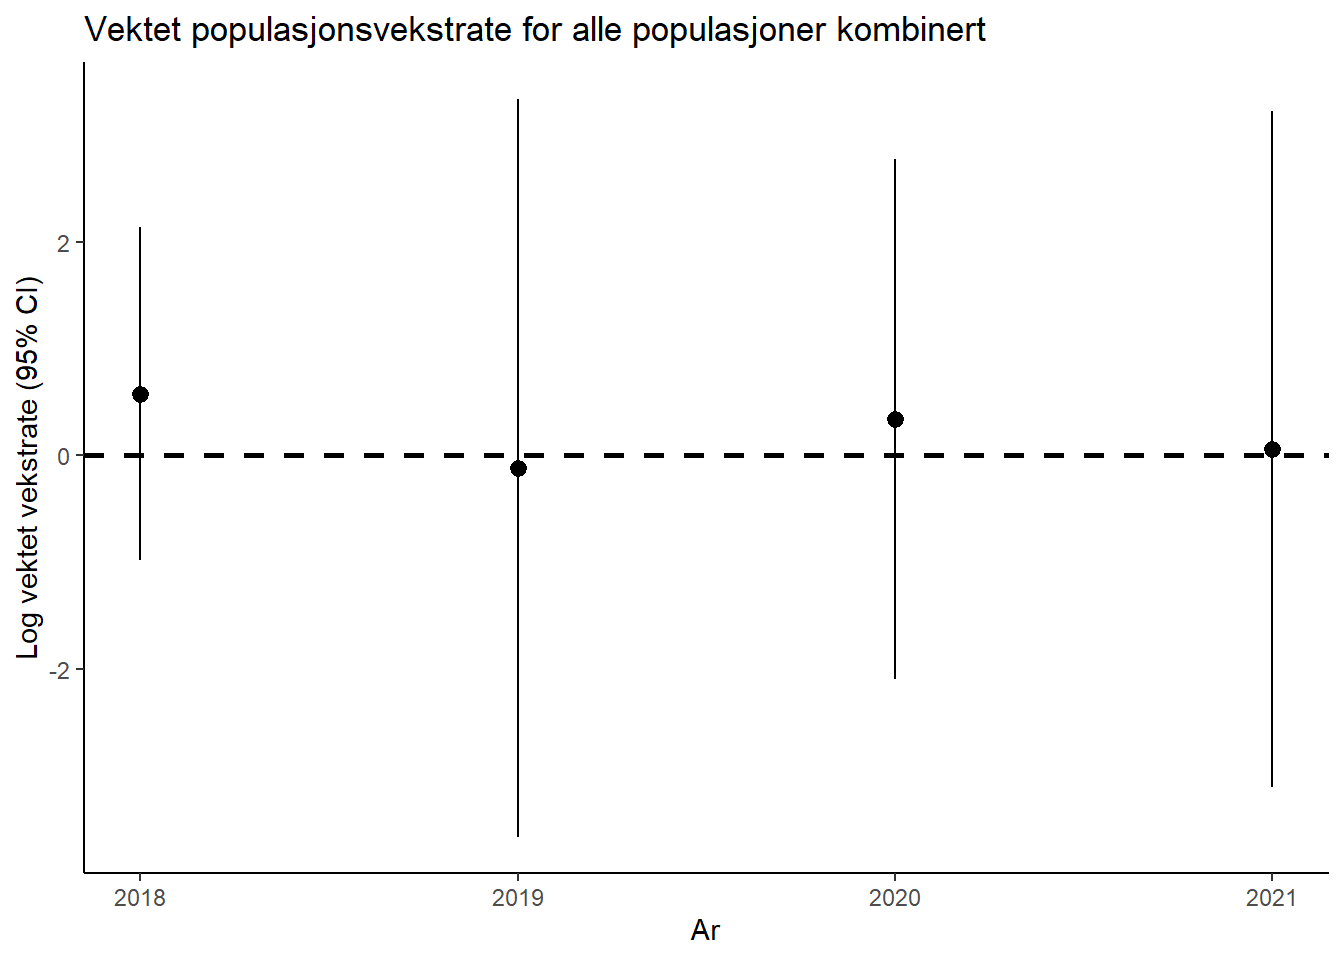 Vektet populasjonsvekstrate for alle populasjoner kombinert
Log vektet vekstrate (95% CI)
2
0
-2
2018
2019
2020
2021
Ar